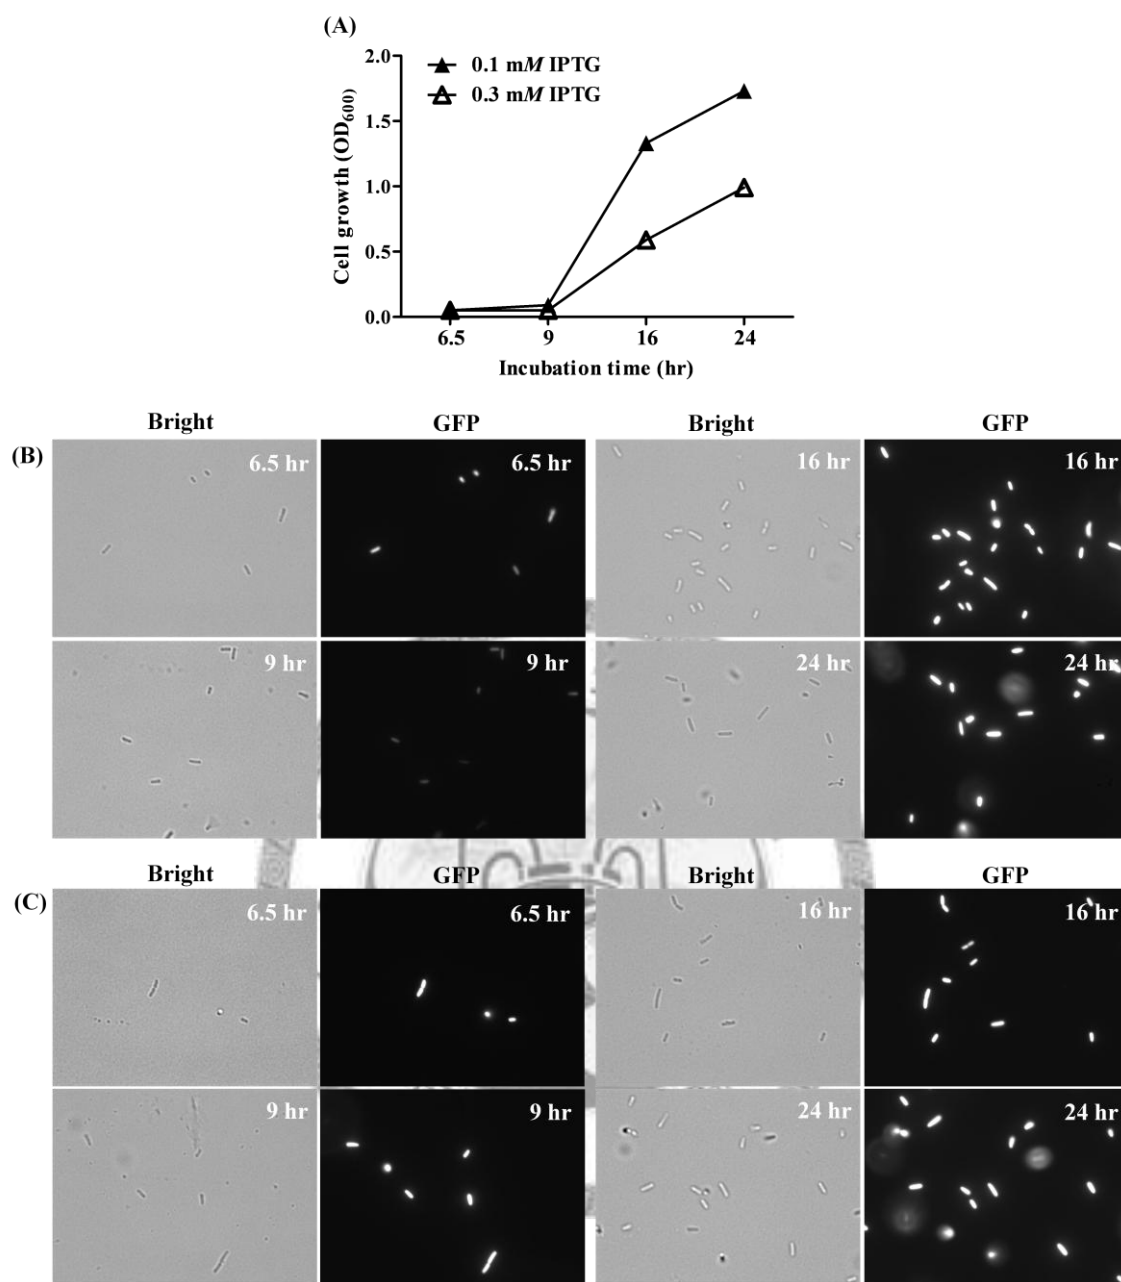 (A)
2.0
1.5
1.0
0.5
0.0
Cell growth (OD600)
0.1 mM IPTG
0.3 mM IPTG
6.5 9 16 24
Incubation time (hr)
Bright GFP Bright GFP
(B)
6.5 hr 6.5 hr 16 hr 16 hr
9 hr 9 hr 24 hr 24 hr
Bright GFP Bright GFP
(C)
6.5 hr 6.5 hr 16 hr 16 hr
9 hr 9 hr 24 hr 24 hr